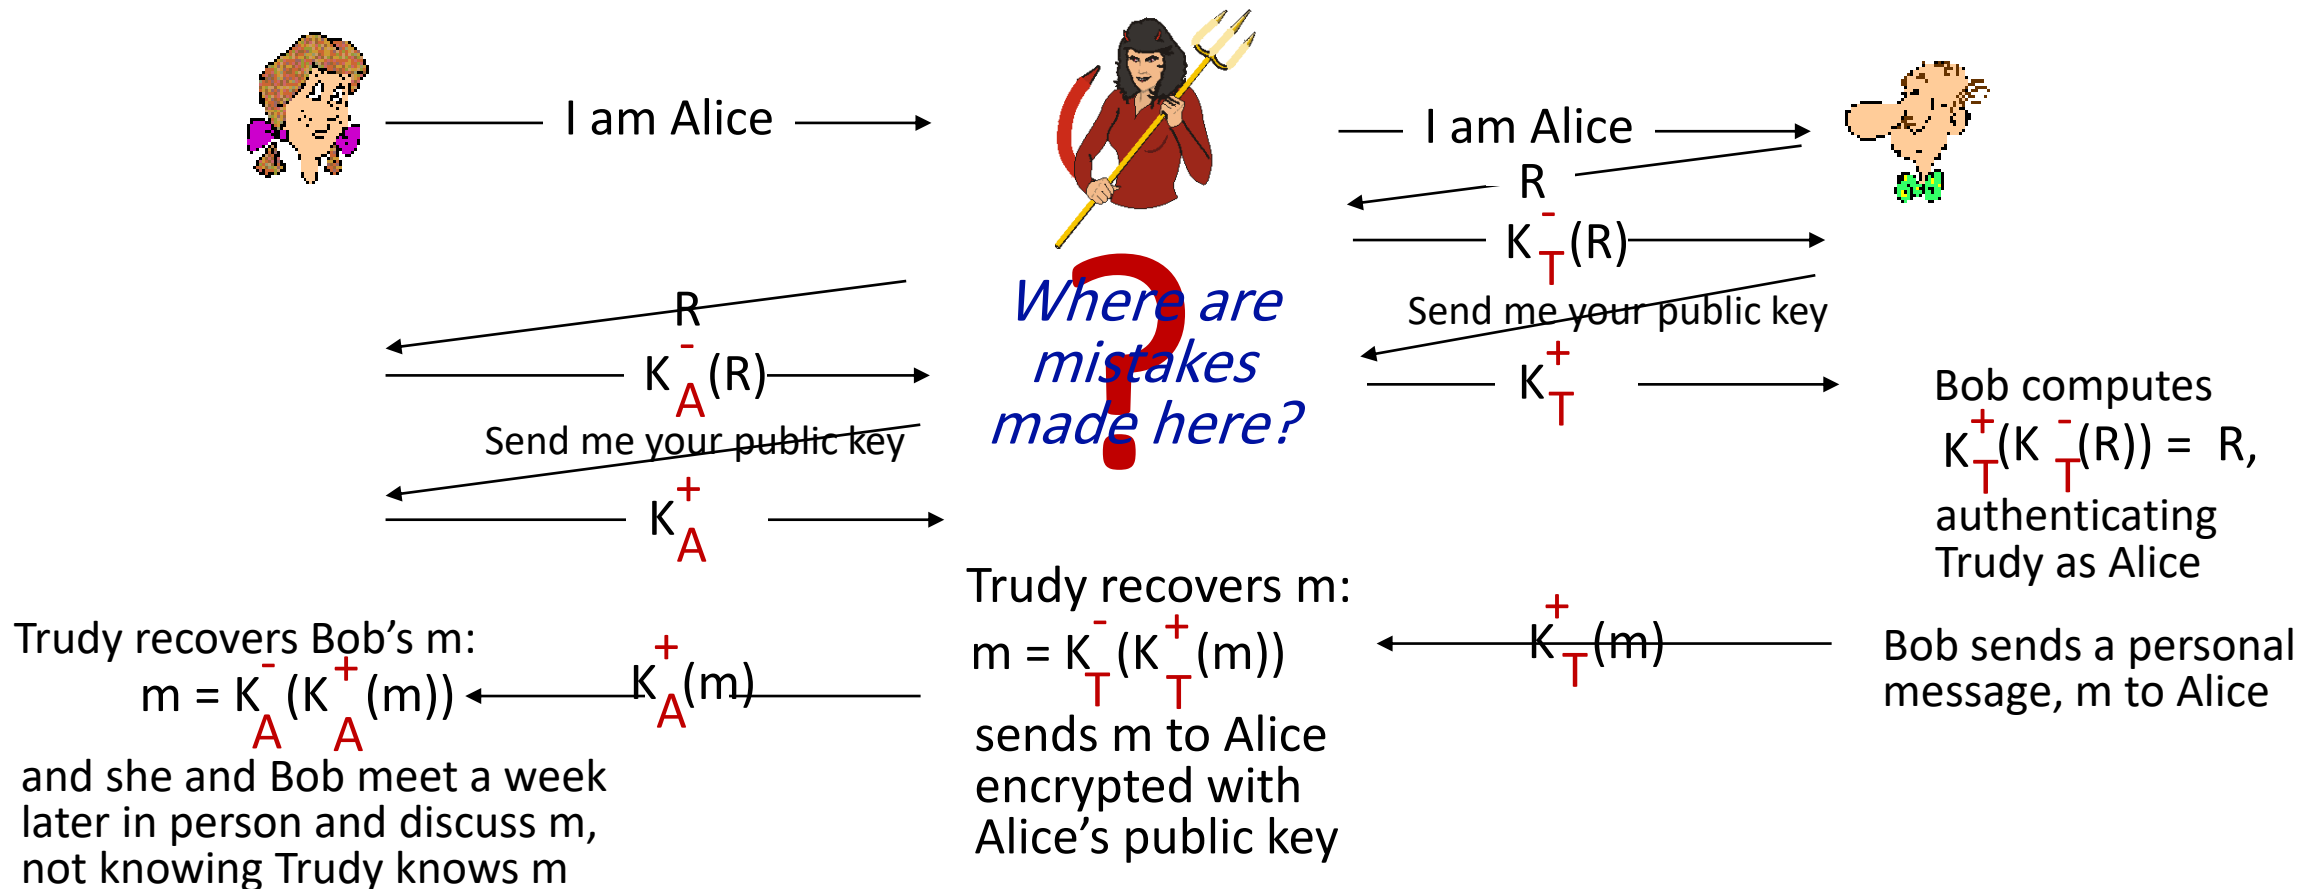 I am Alice
I am Alice
R
K-T(R)
R
Send me your public key
K-A(R)
K+T
Send me your public key
K+A
Where are
mistakes
made here?
?
Bob computes
K+T(K-T(R)) = R,
authenticating
Trudy as Alice
Trudy recovers m:
m = K-T(K+T(m))
sends m to Alice
encrypted with
Alice’s public key
K+T(m)
Bob sends a personal
message, m to Alice
Trudy recovers Bob’s m:
m = K-A(K+A(m))
K+A(m)
and she and Bob meet a week
later in person and discuss m,
not knowing Trudy knows m